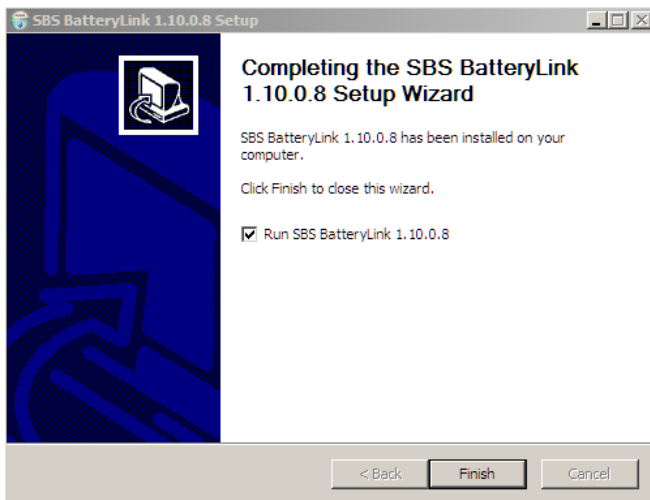 SBS BatteryLink 1.10.0.8 Setup
Completing the SBS BatteryLink
1.10.0.8 Setup Wizard
SBS BatteryLink 1.10.0.8 has been installed on your
computer.
Click Finish to close this wizard.
Run SBS BatteryLink 1.10.0.8
< Back Finish Cancel